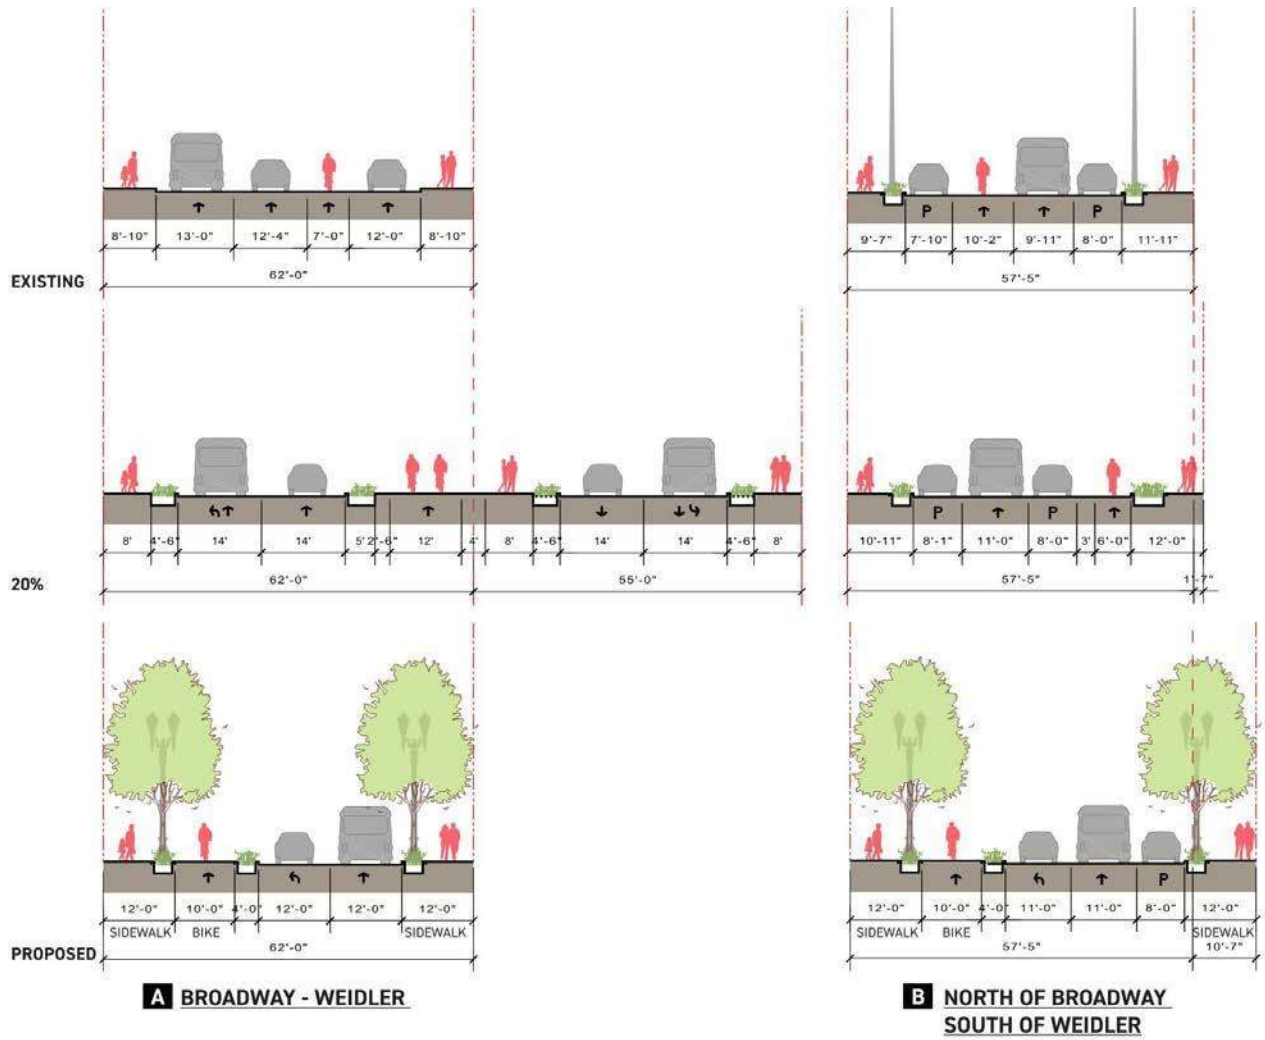 8'-10" 13'-0" 12'-4" 7'-0" 12'-0" 8'-10"
62'-0"
EXISTING
P P
9'-7" 7'-10" 10'-2" 9'-11" 8'-0" 11'-11"
57'-5"
8' 4'-6" 14' 14' 5' 2'-6" 12' 4' 8' 4'-6" 14' 14' 4'-6" 8'
62'-0" 55'-0"
20%
P P
10'-11" 8'-1" 11'-0" 8'-0" 3' 6'-0" 12'-0"
57'-5" 1'-7"
12'-0" 10'-0" 4'-0" 12'-0" 12'-0" 12'-0"
SIDEWALK BIKE SIDEWALK
62'-0"
PROPOSED
P
12'-0" 10'-0" 4'-0" 11'-0" 11'-0" 8'-0" 12'-0"
SIDEWALK BIKE SIDEWALK
57'-5" 10'-7"
A BROADWAY - WEIDLER
B NORTH OF BROADWAY
SOUTH OF WEIDLER